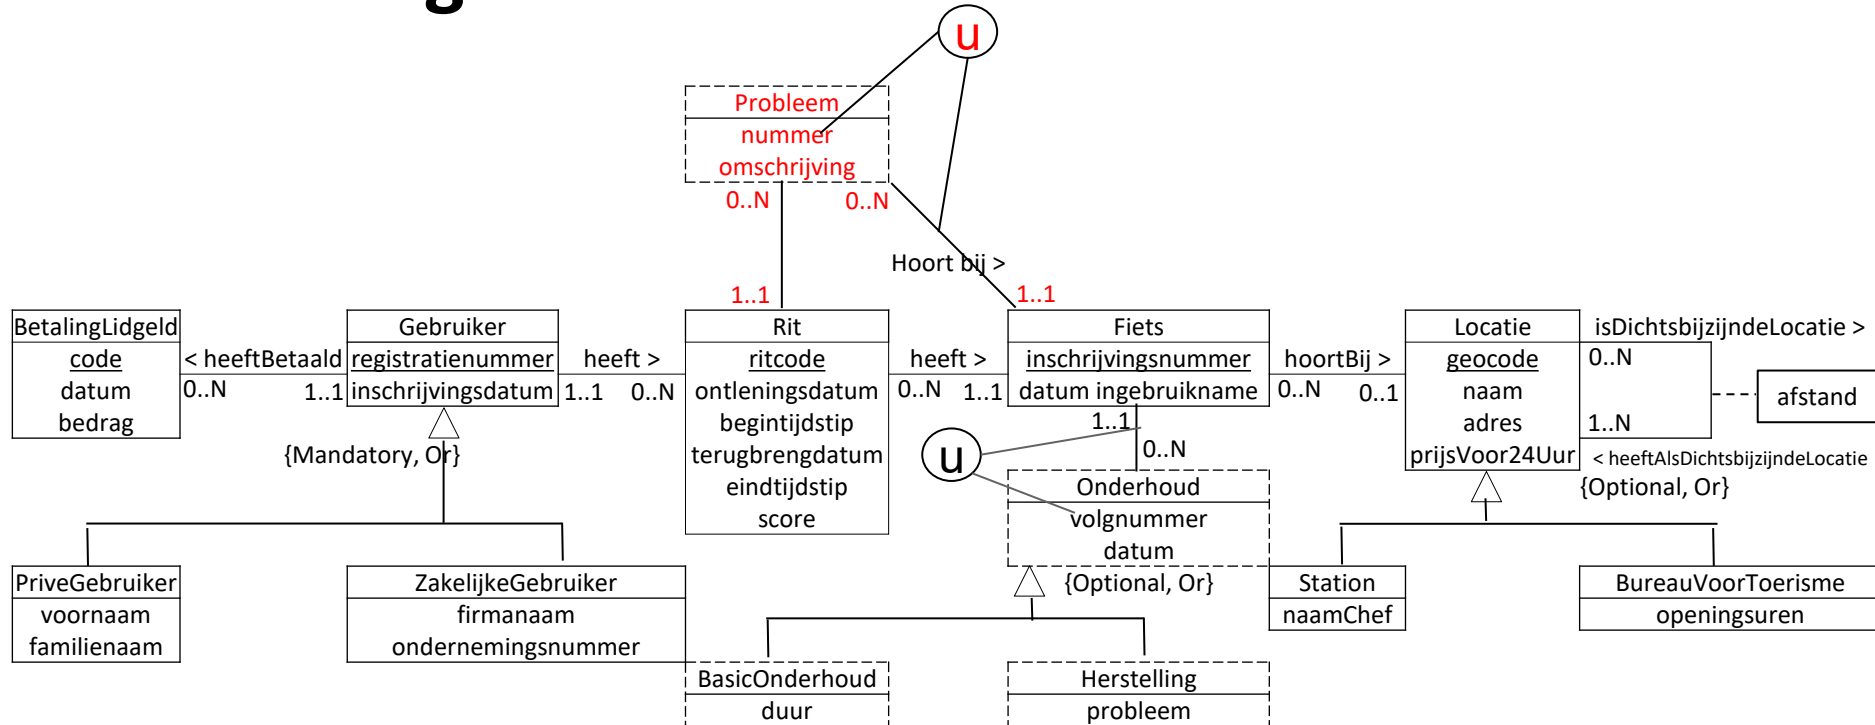 g
u
Probleem
nummer
omschrijving
0..N
0..N
Hoort bij >
1..1
1..1
BetalingLidgeld
code
datum
bedrag
< heeftBetaald
0..N
1..1
Gebruiker
registratienummer
inschrijvingsdatum
{Mandatory, Or}
heeft >
1..1
0..N
Rit
ritcode
ontleningsdatum
begintijdstip
terugbrengdatum
eindtijdstip
score
heeft >
0..N
1..1
Fiets
inschrijvingsnummer
datum ingebruikname
hoortBij >
0..N
0..1
Locatie
geocode
naam
adres
prijsVoor24Uur
isDichtsbijzijndeLocatie >
0..N
afstand
1..N
< heeftAlsDichtsbijzijndeLocatie
{Optional, Or}
1..1
u
0..N
Onderhoud
volgnummer
datum
{Optional, Or}
PriveGebruiker
voornaam
familienaam
ZakelijkeGebruiker
firmanaam
ondernemingsnummer
Station
naamChef
BureauVoorToerisme
openingsuren
BasicOnderhoud
duur
Herstelling
probleem